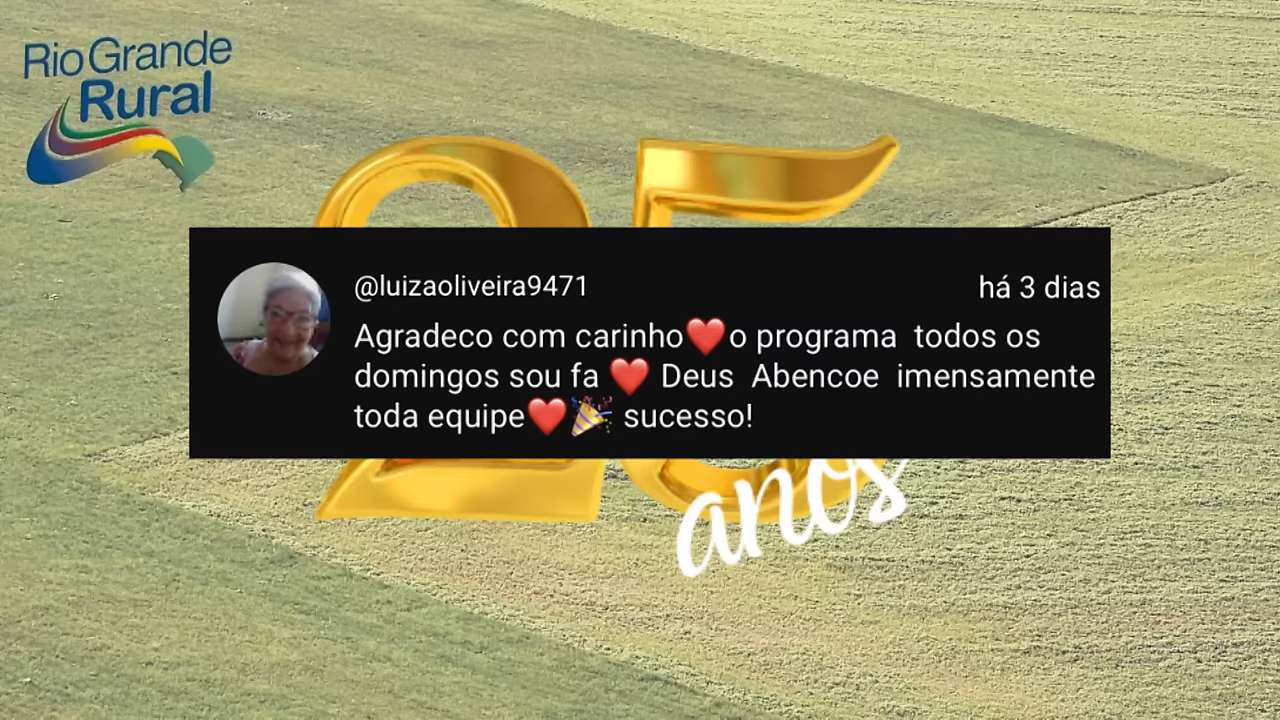 Rio Grande
Rural
25
@luizaoliveira9471
há 3 dias
Agradeco com carinho❤️o programa todos os
domingos sou fa ❤️ Deus Abencoe imensamente
toda equipe❤️🎉 sucesso!
anos